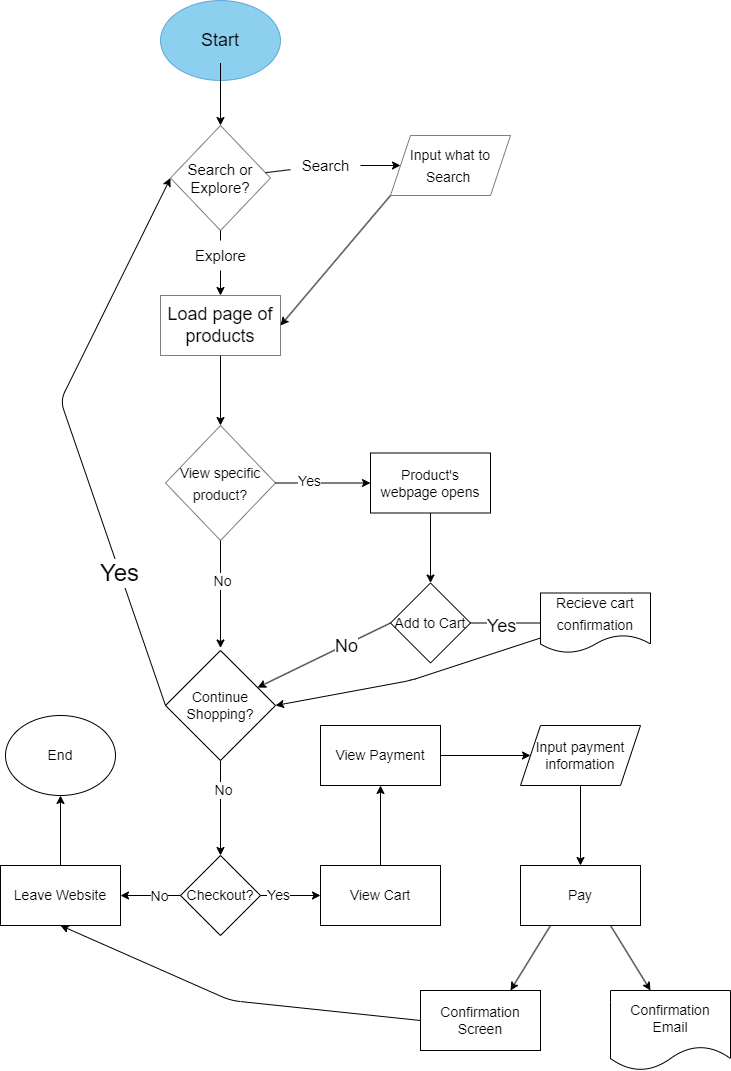 Start
Search or
Explore?
Search
Input what to
Search
Explore
Load page of
products
View specific
product?
Yes
Product's
webpage opens
No
Yes
Add to Cart
Yes
Recieve cart
confirmation
No
Continue
Shopping?
End
View Payment
Input payment
information
No
Leave Website
No
Checkout?
Yes
View Cart
Pay
Confirmation
Screen
Confirmation
Email